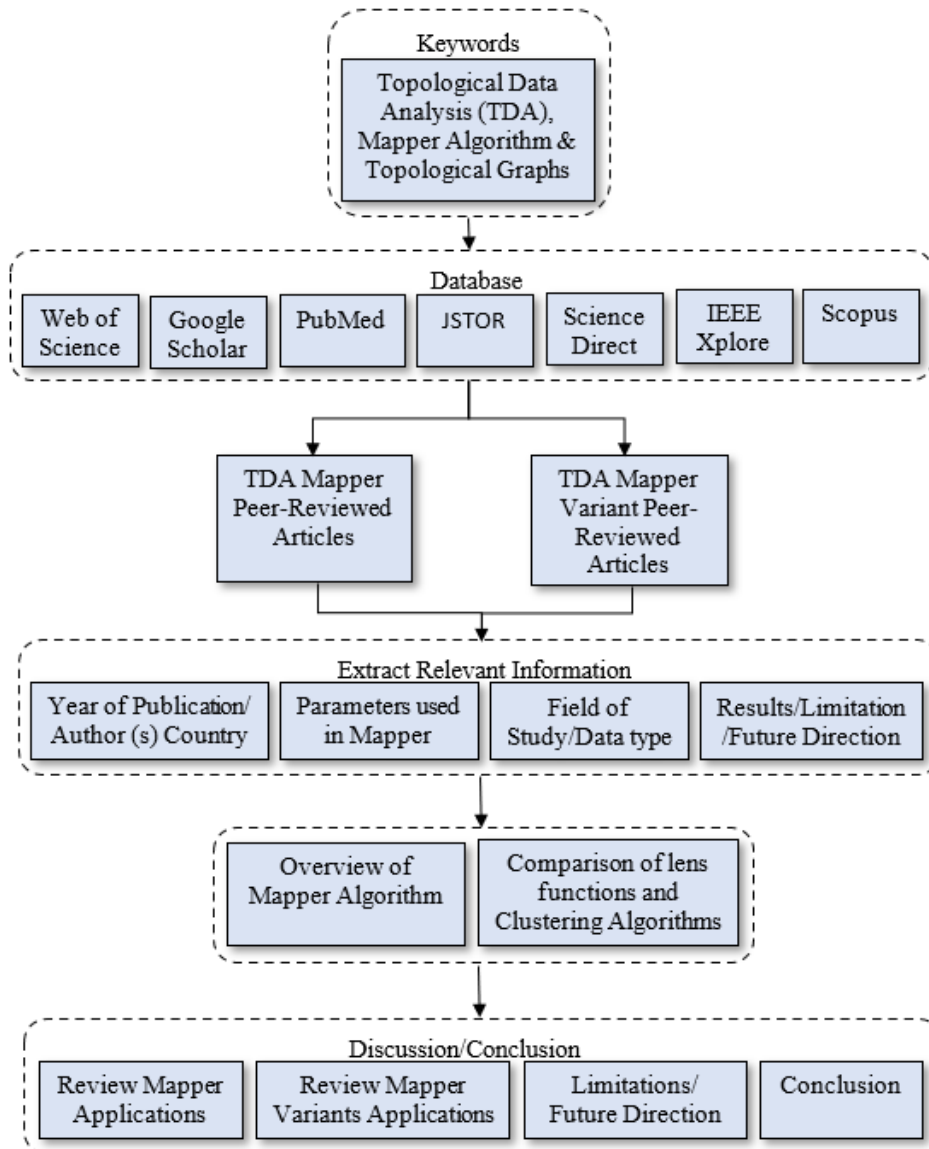 Keywords
Topological Data
Analysis (TDA),
Mapper Algorithm &
Topological Graphs
Database
Web of
Science
Google
Scholar
PubMed
JSTOR
Science
Direct
IEEE
Xplore
Scopus
TDA Mapper
Peer-Reviewed
Articles
TDA Mapper
Variant Peer-
Reviewed
Articles
Extract Relevant Information
Year of Publication/
Author (s) Country
Parameters used
in Mapper
Field of
Study/Data type
Results/Limitation
/Future Direction
Overview of
Mapper Algorithm
Comparison of lens
functions and
Clustering Algorithms
Discussion/Conclusion
Review Mapper
Applications
Review Mapper
Variants Applications
Limitations/
Future Direction
Conclusion